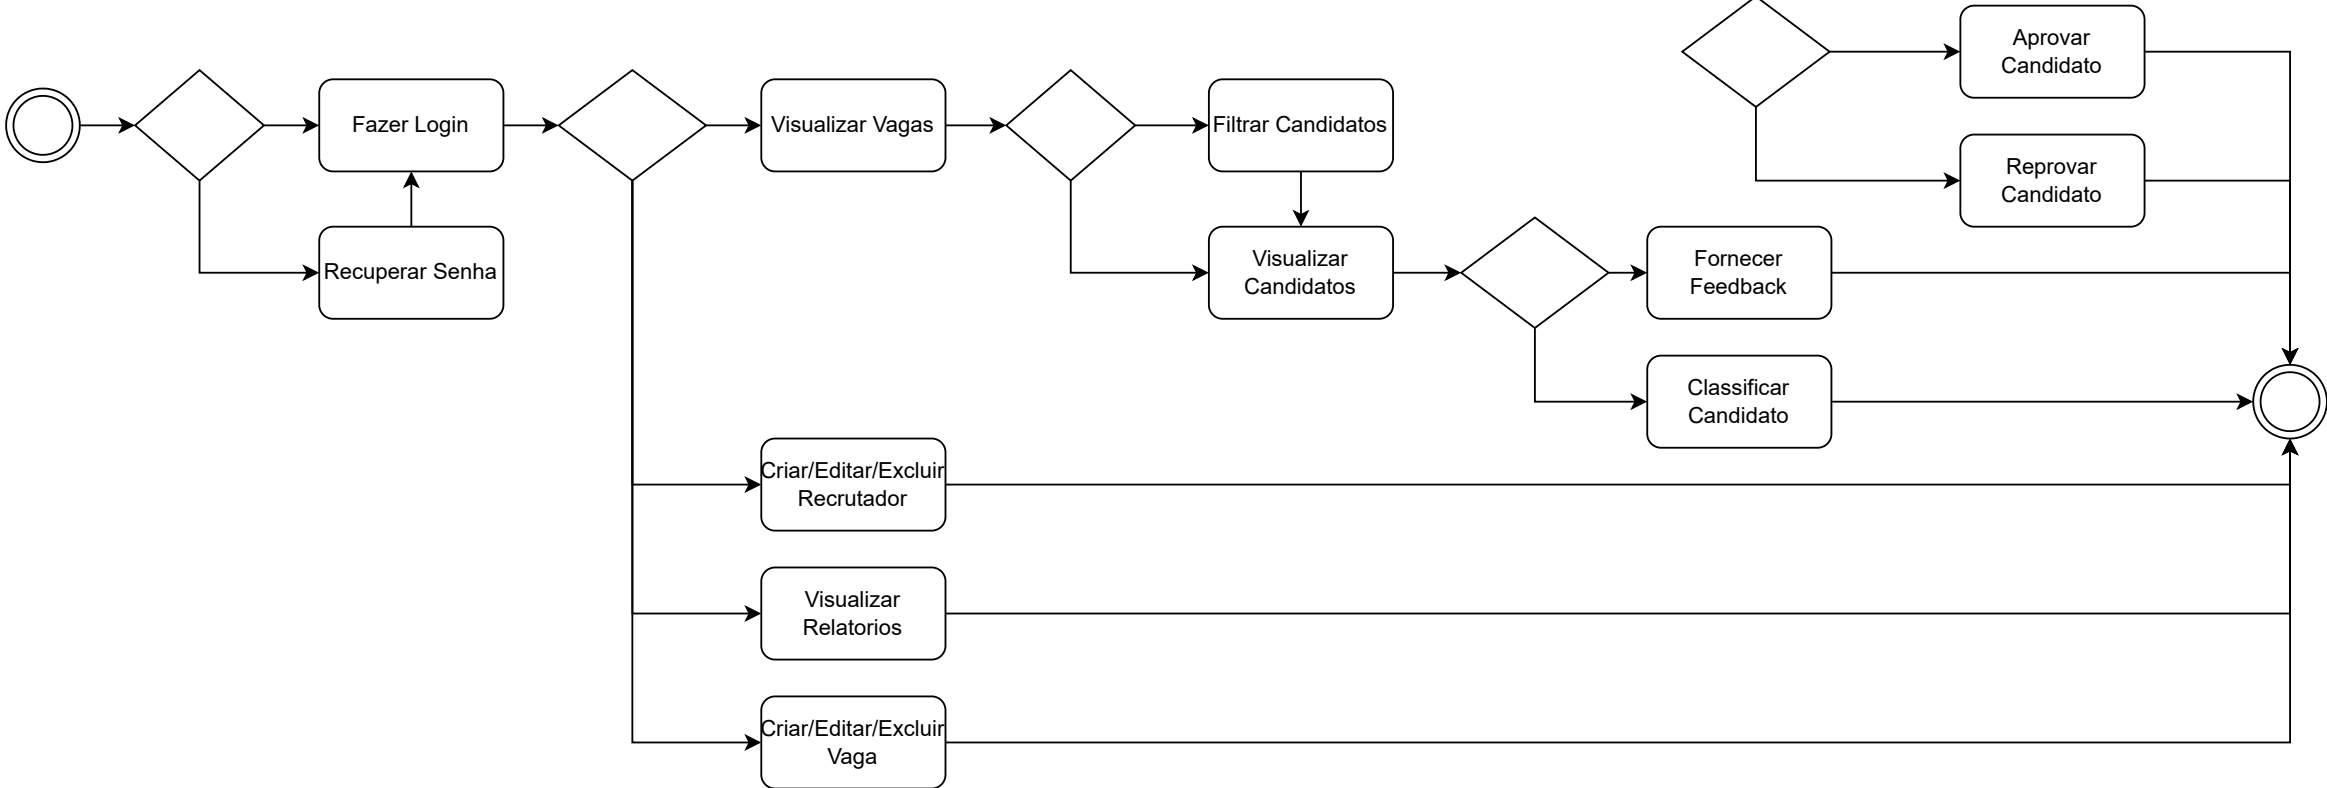 Aprovar
Candidato
Fazer Login
Visualizar Vagas
Filtrar Candidatos
Reprovar
Candidato
Recuperar Senha
Visualizar
Candidatos
Fornecer
Feedback
Classificar
Candidato
Criar/Editar/Excluir
Recrutador
Visualizar
Relatorios
Criar/Editar/Excluir
Vaga